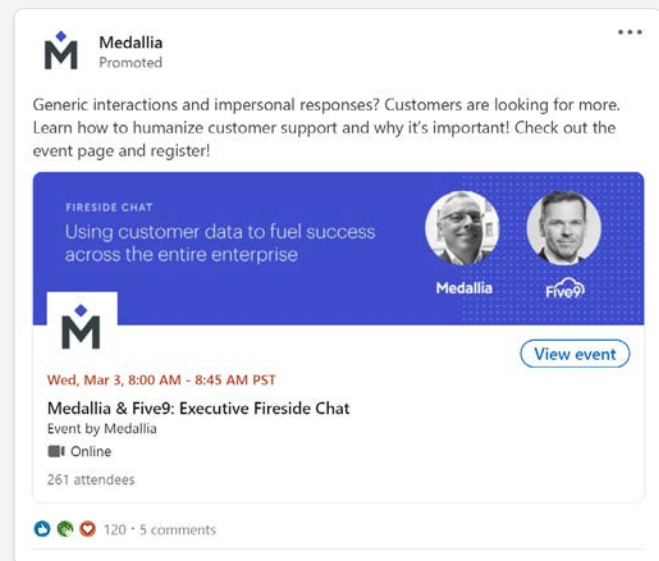 Medallia
Promoted
Generic interactions and impersonal responses? Customers are looking for more.
Learn how to humanize customer support and why it's important! Check out the
event page and register!
FIRESIDE CHAT
Using customer data to fuel success
across the entire enterprise
Medallia
Five9
View event
Wed, Mar 3, 8:00 AM - 8:45 AM PST
Medallia & Five9: Executive Fireside Chat
Event by Medallia
Online
261 attendees
120 · 5 comments